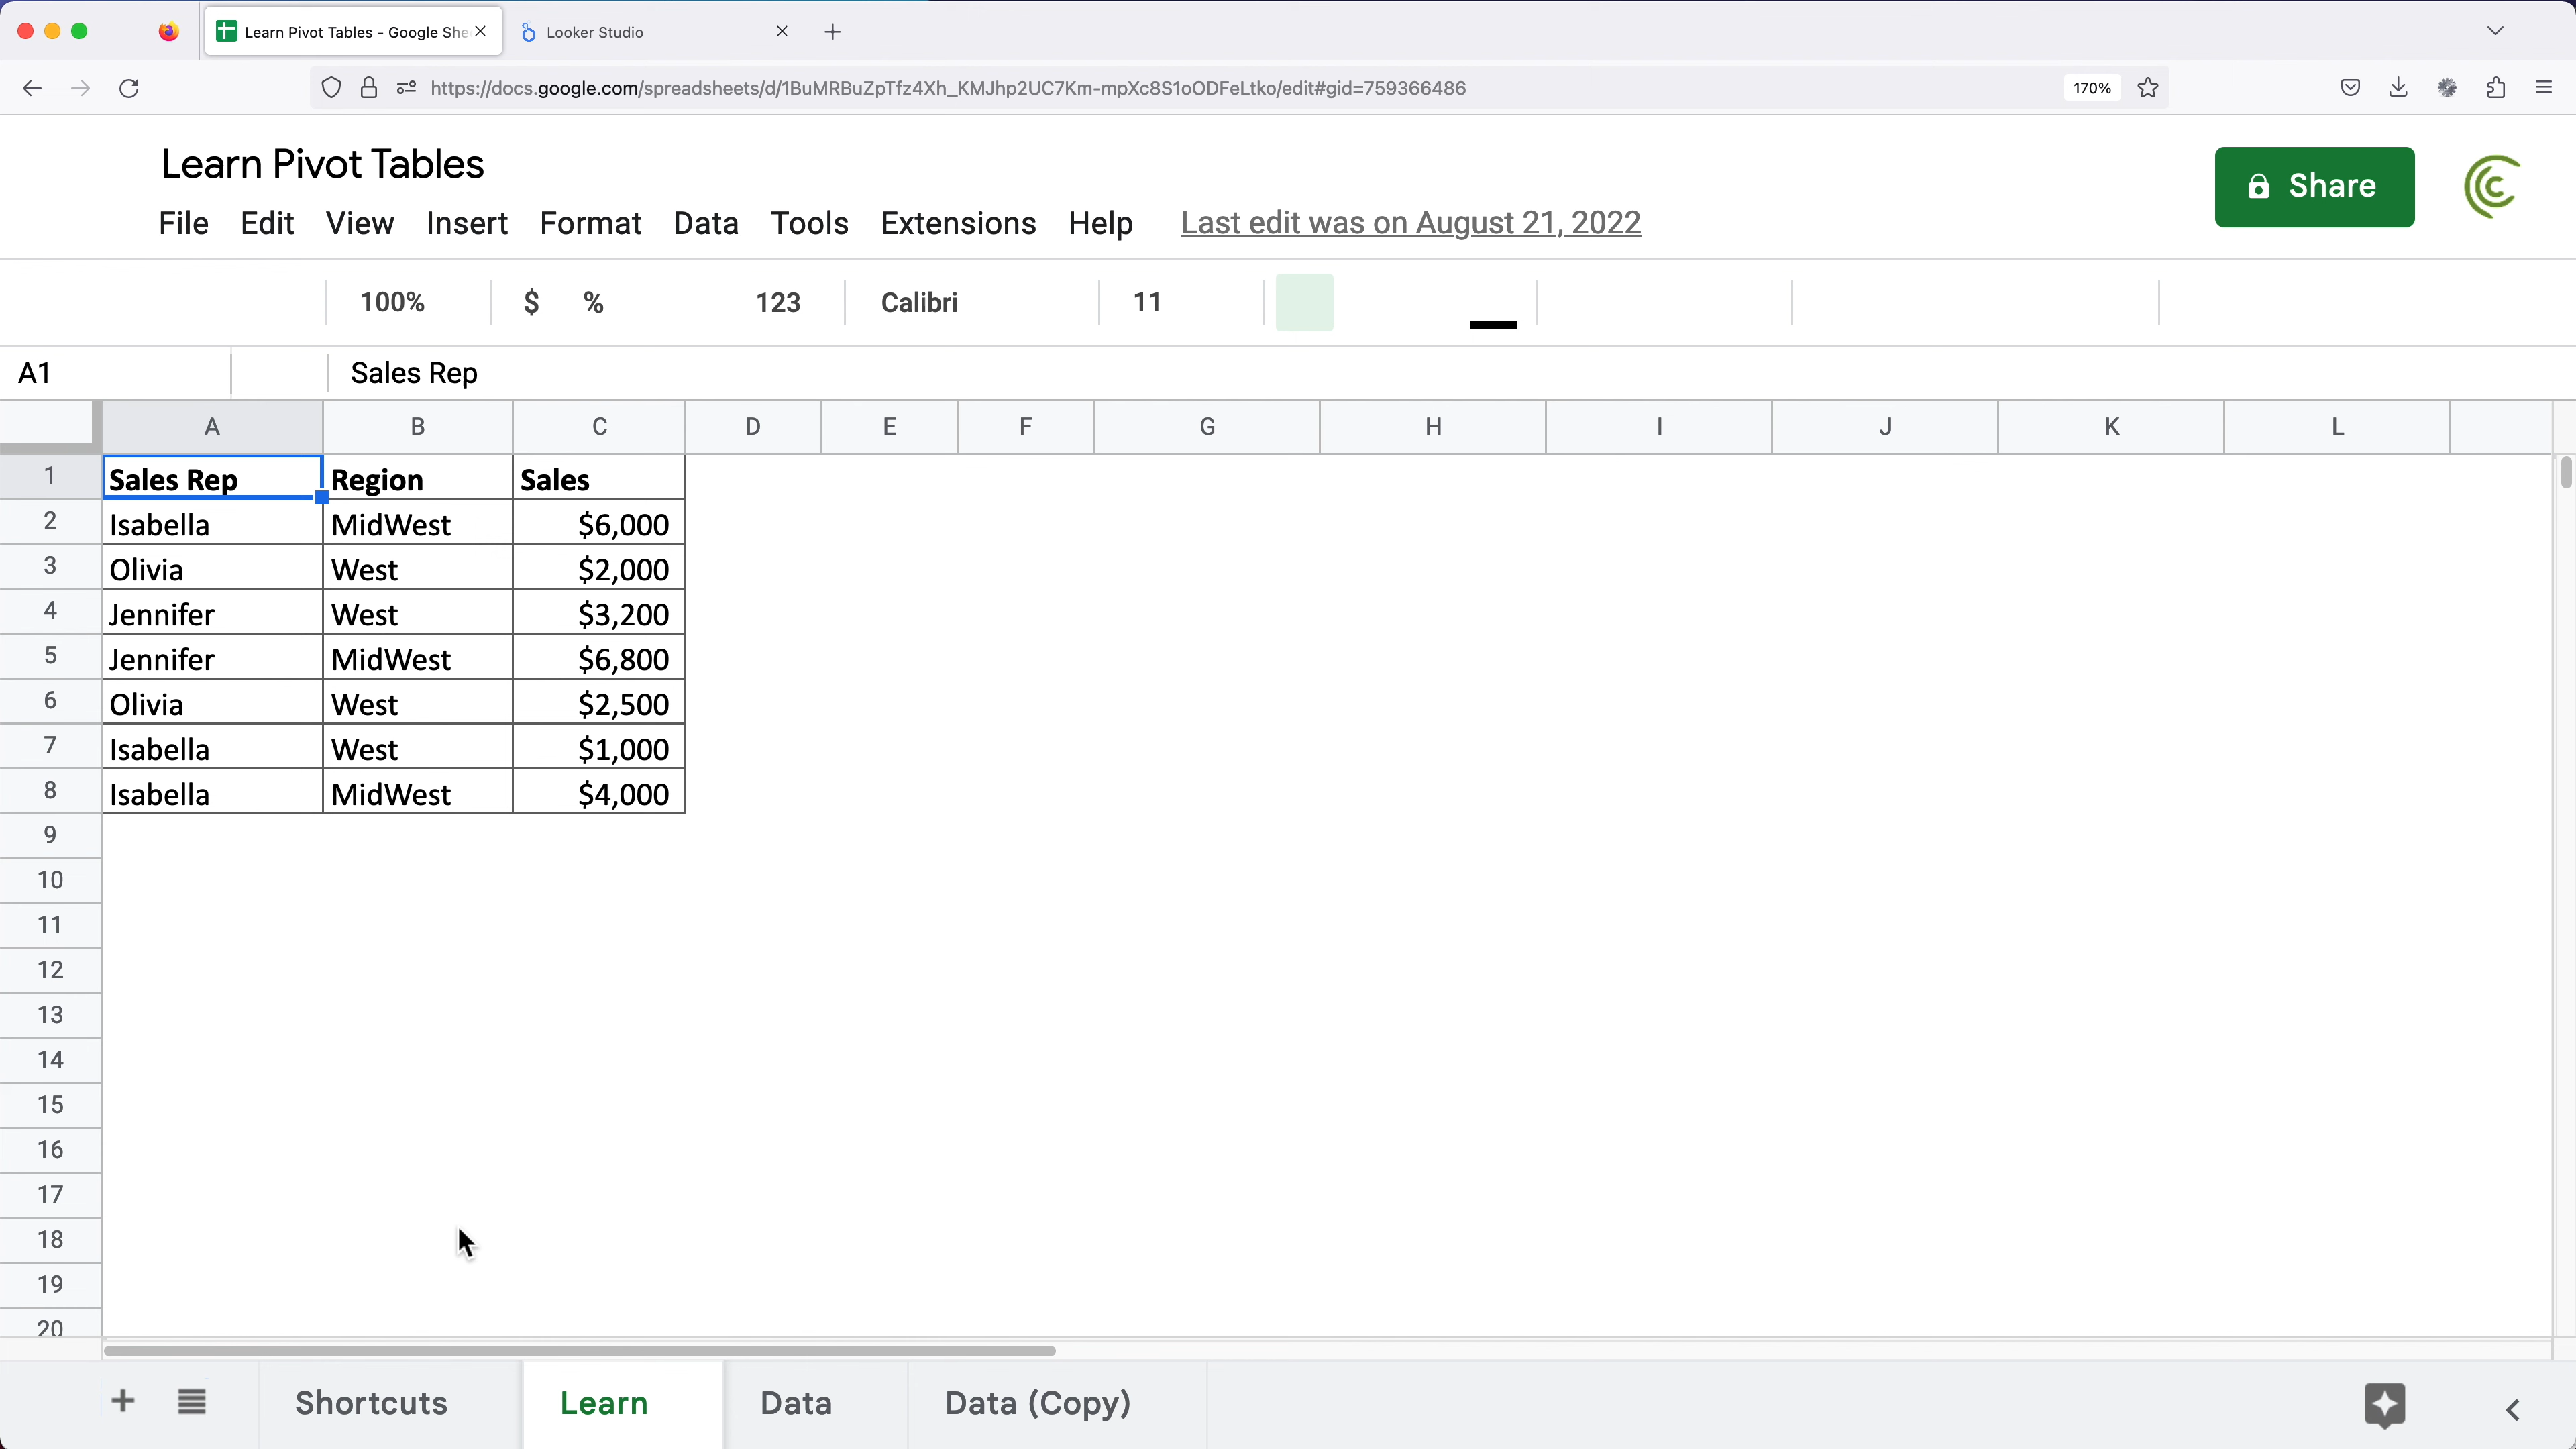 Learn Pivot Tables - Google She
Looker Studio
https://docs.google.com/spreadsheets/d/1BuMRBuZpTfz4Xh_KMJhp2UC7Km-mpXc8S1oODFeLtko/edit#gid=759366486
170%
Learn Pivot Tables
Share
File Edit View Insert Format Data Tools Extensions Help Last edit was on August 21, 2022
100% $ % 123 Calibri 11
A1 Sales Rep
A B C D E F G H I J K L
1 Sales Rep Region Sales
2 Isabella MidWest $6,000
3 Olivia West $2,000
4 Jennifer West $3,200
5 Jennifer MidWest $6,800
6 Olivia West $2,500
7 Isabella West $1,000
8 Isabella MidWest $4,000
9
10
11
12
13
14
15
16
17
18
19
20
Shortcuts Learn Data Data (Copy)